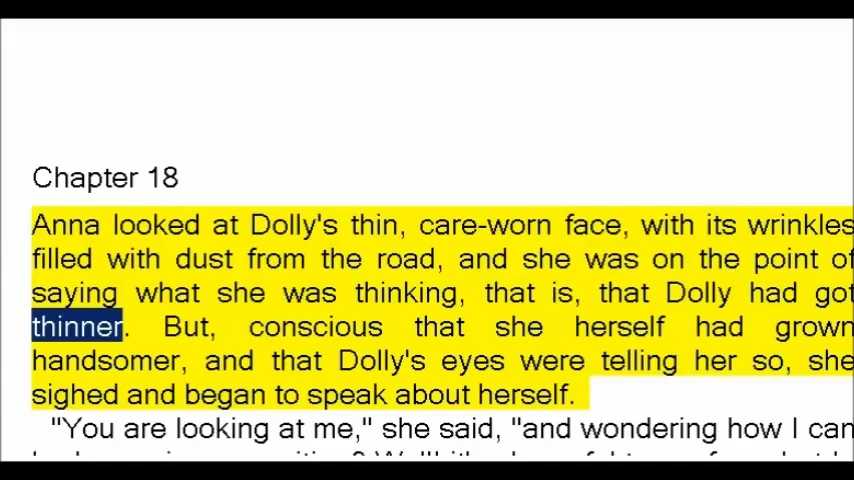 Chapter 18
Anna looked at Dolly's thin, care-worn face, with its wrinkles
filled with dust from the road, and she was on the point of
saying what she was thinking, that is, that Dolly had got
thinner. But, conscious that she herself had grown
handsomer, and that Dolly's eyes were telling her so, she
sighed and began to speak about herself.
"You are looking at me," she said, "and wondering how I can